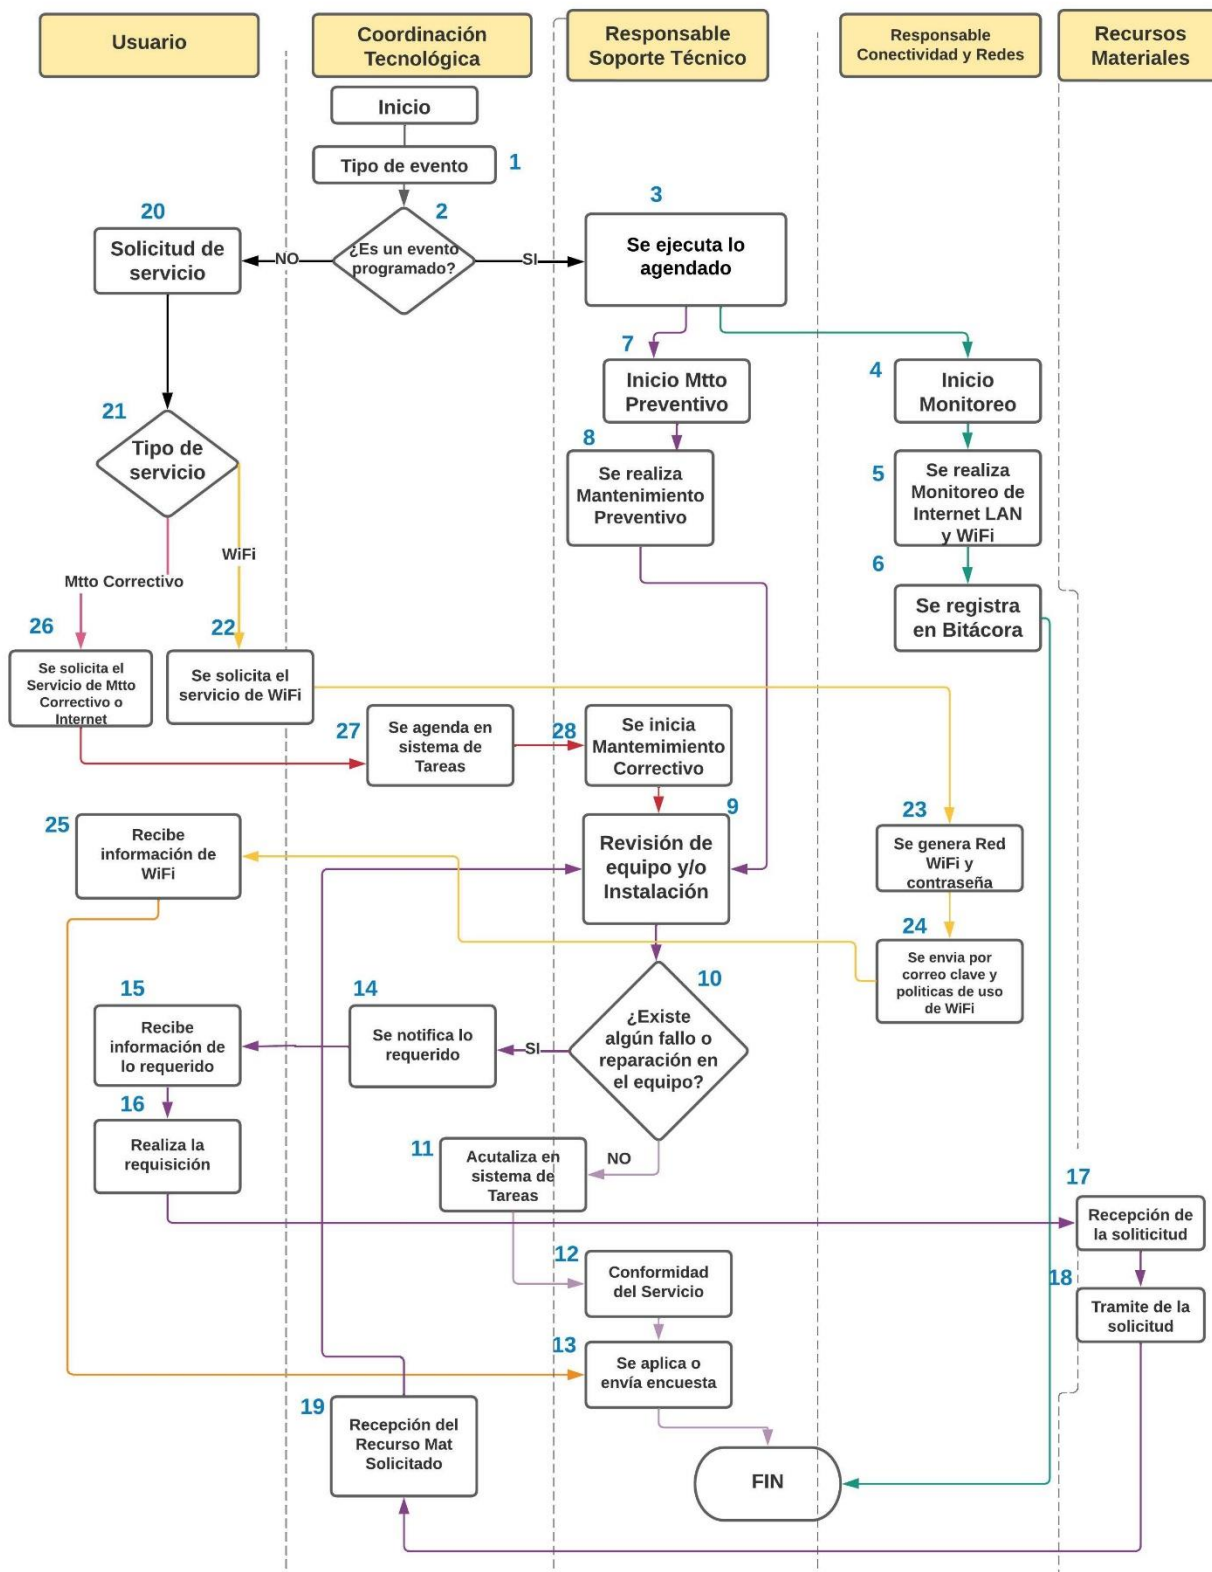 Usuario
Coordinación
Tecnológica
Responsable
Soporte Técnico
Responsable
Conectividad y Redes
Recursos
Materiales
Inicio
Tipo de evento
1
2
¿Es un evento
programado?
NO
SI
3
Se ejecuta lo
agendado
20
Solicitud de
servicio
7
Inicio Mtto
Preventivo
4
Inicio
Monitoreo
21
Tipo de
servicio
8
Se realiza
Mantenimiento
Preventivo
5
Se realiza
Monitoreo de
Internet LAN
y WiFi
WiFi
Mtto Correctivo
6
Se registra
en Bitácora
26
Se solicita el
Servicio de Mtto
Correctivo o
Internet
22
Se solicita el
servicio de WiFi
27
Se agenda en
sistema de
Tareas
28
Se inicia
Mantemimiento
Correctivo
25
Recibe
información de
WiFi
9
Revisión de
equipo y/o
Instalación
23
Se genera Red
WiFi y
contraseña
24
Se envia por
correo clave y
politicas de uso
de WiFi
10
¿Existe
algún fallo o
reparación en
el equipo?
SI
NO
14
Se notifica lo
requerido
15
Recibe
información de
lo requerido
16
Realiza la
requisición
11
Acutaliza en
sistema de
Tareas
17
Recepción de
la soliticitud
12
Conformidad
del Servicio
18
Tramite de la
solicitud
13
Se aplica o
envía encuesta
19
Recepción del
Recurso Mat
Solicitado
FIN